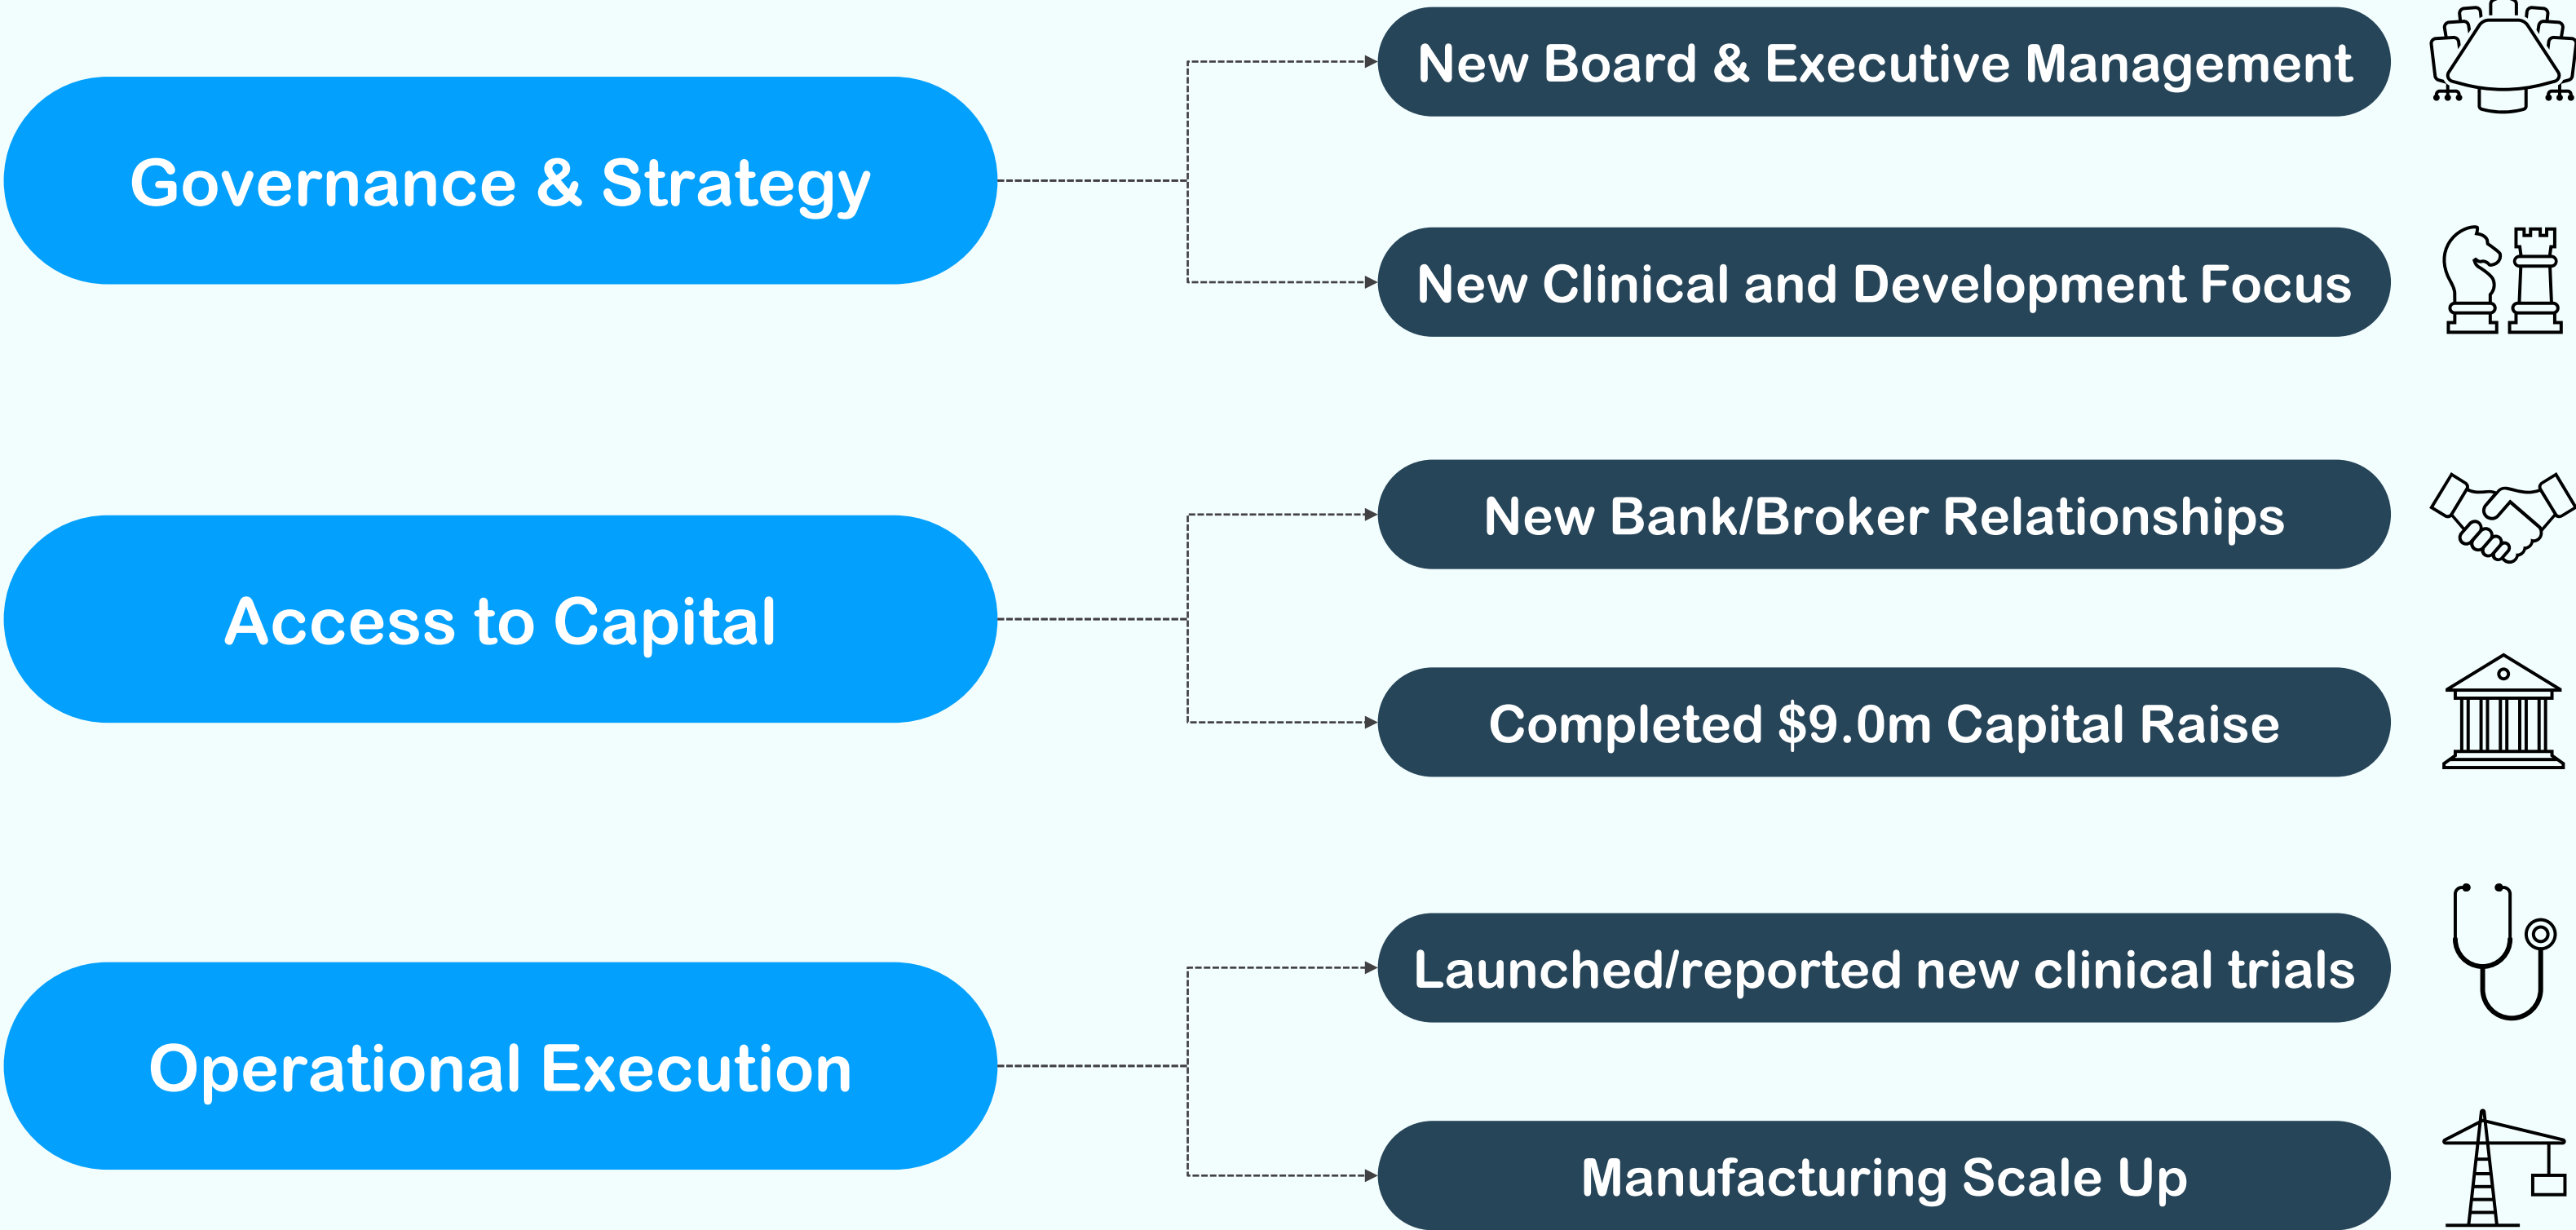 Governance & Strategy
New Board & Executive Management
New Clinical and Development Focus
Access to Capital
New Bank/Broker Relationships
Completed $9.0m Capital Raise
Operational Execution
Launched/reported new clinical trials
Manufacturing Scale Up